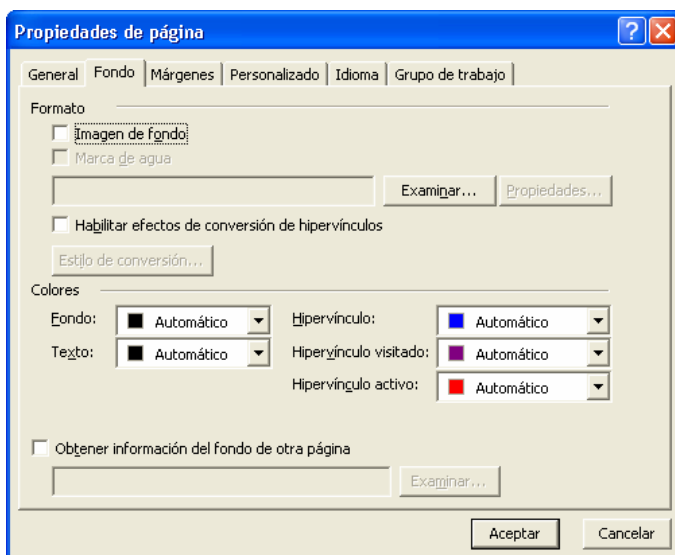 Propiedades de página
General Fondo Márgenes Personalizado Idioma Grupo de trabajo
Formato
Imagen de fondo
Marca de agua
Examinar... Propiedades...
Habilitar efectos de conversión de hipervínculos
Estilo de conversión...
Colores
Fondo: Automático Hipervínculo: Automático
Texto: Automático Hipervínculo visitado: Automático
Hipervínculo activo: Automático
Obtener información del fondo de otra página
Examinar...
Aceptar Cancelar